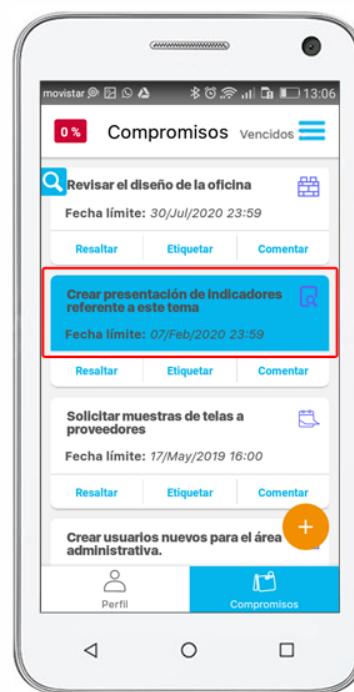 movistar 13:06
0 % Compromisos Vencidos
Revisar el diseño de la oficina
Fecha límite: 30/Jul/2020 23:59
Resaltar Etiquetar Comentar
Crear presentación de indicadores
referente a este tema
Fecha límite: 07/Feb/2020 23:59
Resaltar Etiquetar Comentar
Solicitar muestras de telas a
proveedores
Fecha límite: 17/May/2019 16:00
Resaltar Etiquetar Comentar
Crear usuarios nuevos para el área
administrativa.
+
Perfil Compromisos